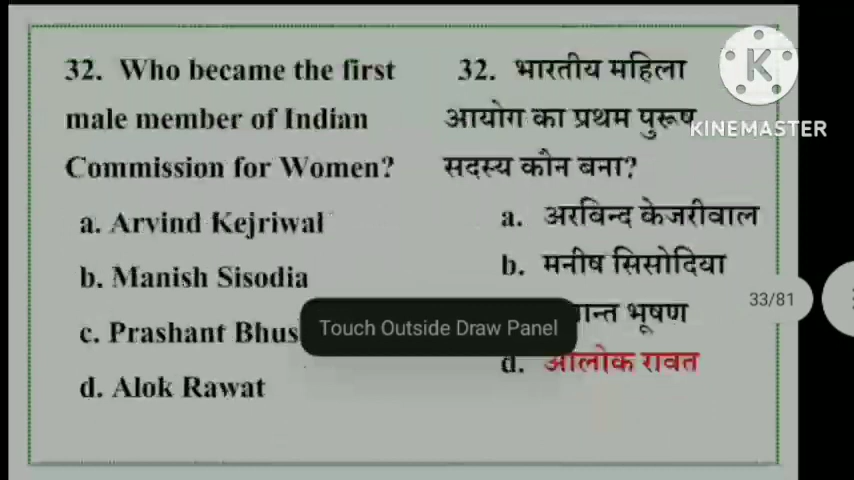 32. Who became the first
male member of Indian
Commission for Women?
a. Arvind Kejriwal
b. Manish Sisodia
c. Prashant Bhus
d. Alok Rawat
32. भारतीय महिला
आयोग का प्रथम पुरूष
सदस्य कौन बना?
a. अरबिन्द केजरीवाल
b. मनीष सिसोदिया
भूषण
d. आलोक रावत
K
KINEMASTER
33/81
Touch Outside Draw Panel